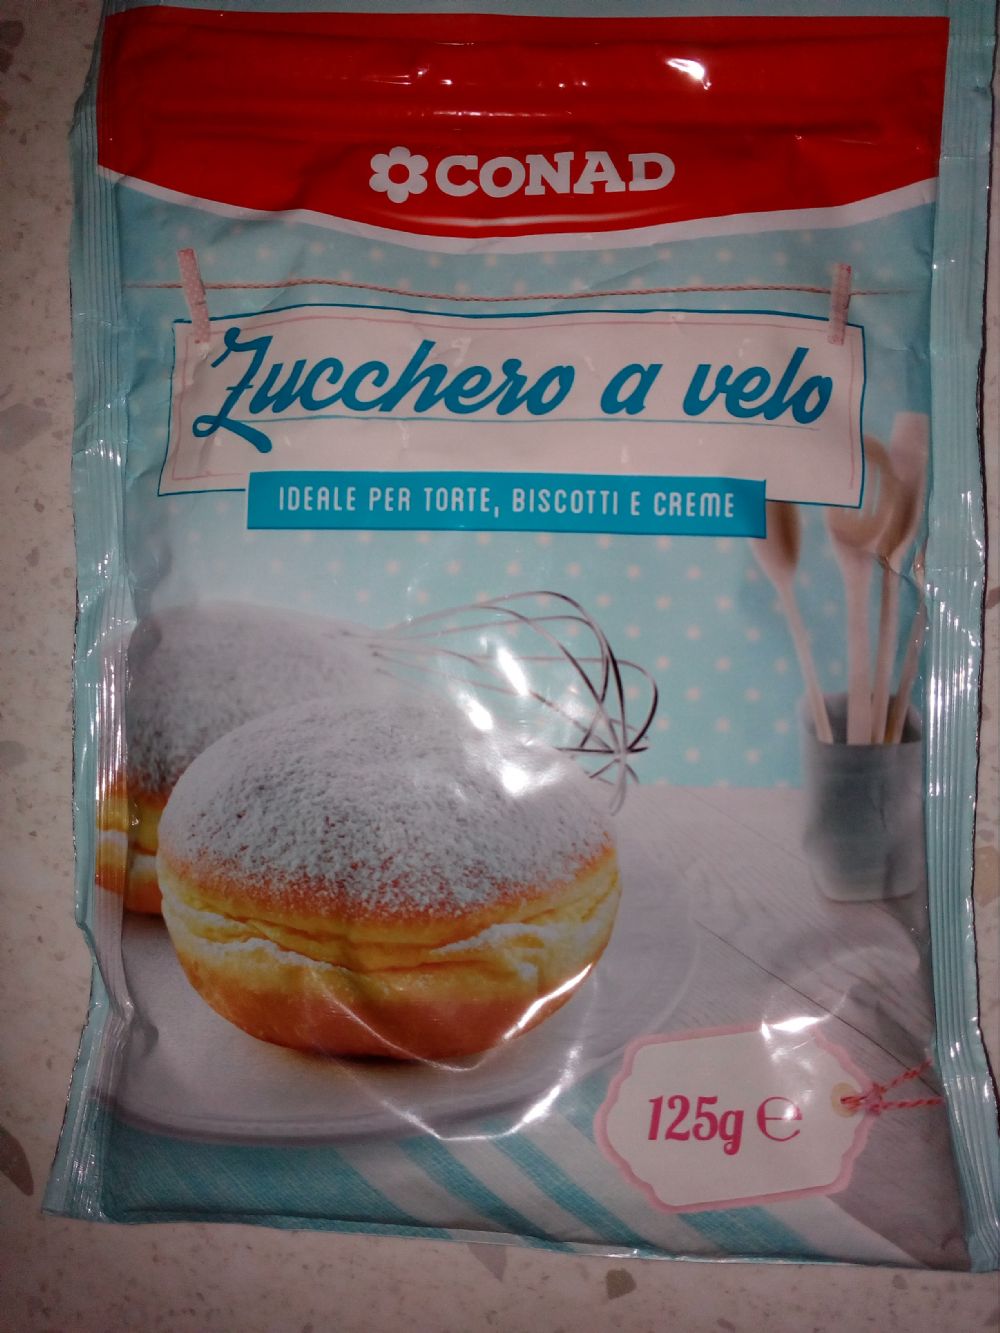 CONAD
Zucchero a velo
IDEALE PER TORTE, BISCOTTI E CREME
125g ℮